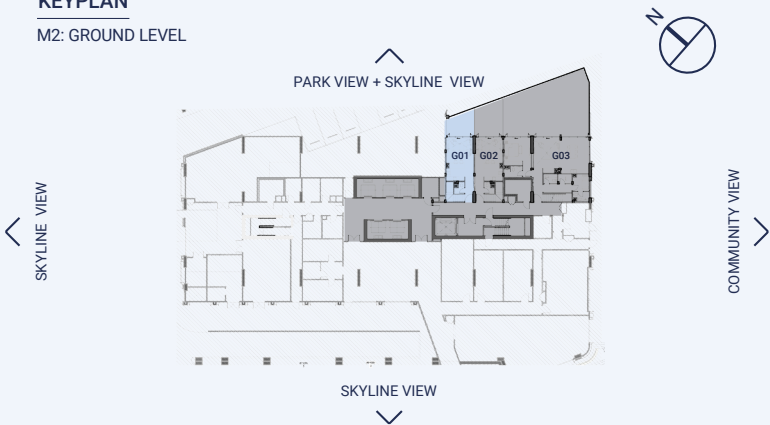 KEYPLAN
M2: GROUND LEVEL
N
PARK VIEW + SKYLINE VIEW
G01 G02 G03
SKYLINE VIEW
COMMUNITY VIEW
SKYLINE VIEW